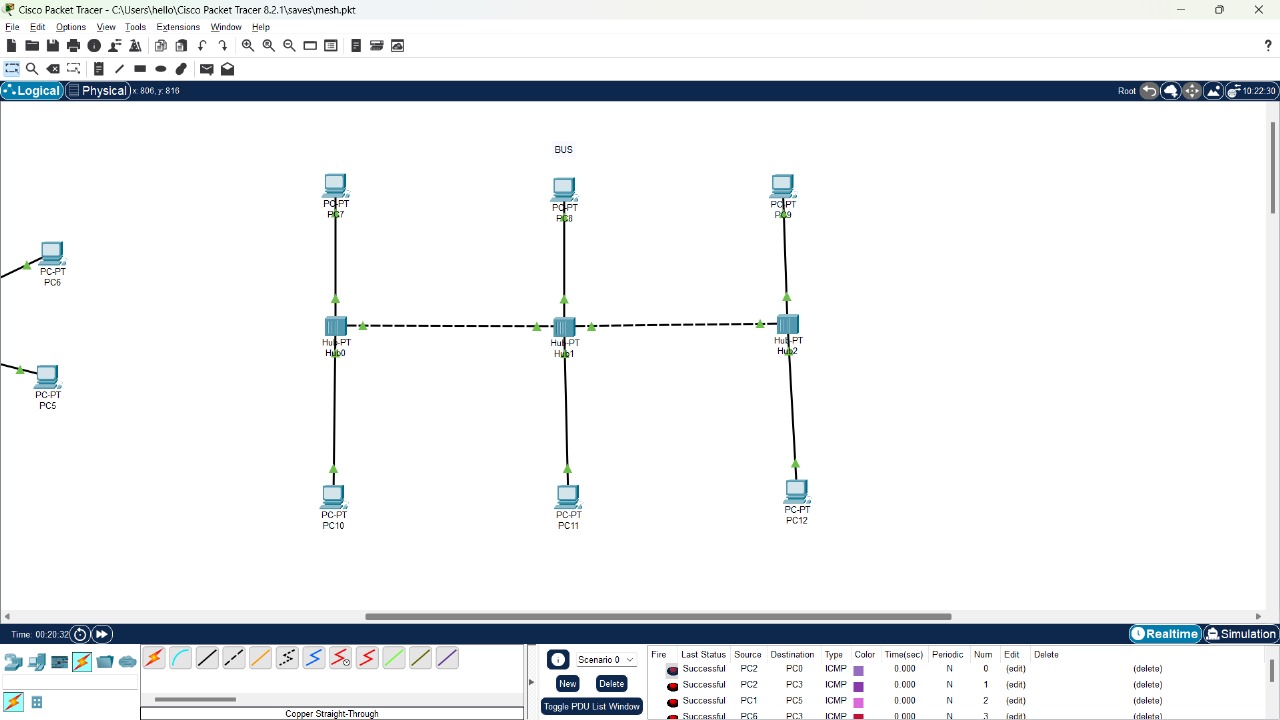 Cisco Packet Tracer - C:\Users\hello\Cisco Packet Tracer 8.2.1\saves\mesh.pkt
File Edit Options View Tools Extensions Window Help
?
Logical Physical x: 806, y: 816 Root 10:22:30
BUS
PC-PT
PC7
PC-PT
PC8
PC-PT
PC9
PC-PT
PC6
Hub-PT
Hub0
Hub-PT
Hub1
Hub-PT
Hub2
PC-PT
PC5
PC-PT
PC10
PC-PT
PC11
PC-PT
PC12
Time: 00:20:32 Realtime Simulation
Scenario 0
New Delete
Toggle PDU List Window
Copper Straight-Through
Fire Last Status Source Destination Type Color Time(sec) Periodic Num Edit Delete
Successful PC2 PC0 ICMP 0.000 N 0 (edit) (delete)
Successful PC2 PC3 ICMP 0.000 N 1 (edit) (delete)
Successful PC1 PC5 ICMP 0.000 N 2 (edit) (delete)
Successful PC6 PC3 ICMP 0.000 N 3 (edit) (delete)